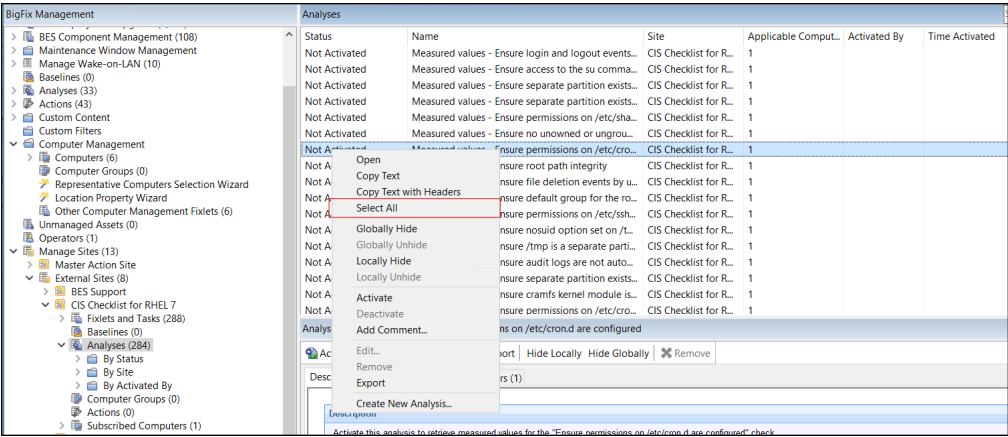 BigFix Management
BES Component Management (108)
Maintenance Window Management
Manage Wake-on-LAN (10)
Baselines (0)
Analyses (33)
Actions (43)
Custom Content
Custom Filters
Computer Management
Computers (6)
Computer Groups (0)
Representative Computers Selection Wizard
Location Property Wizard
Other Computer Management Fixlets (6)
Unmanaged Assets (0)
Operators (1)
Manage Sites (13)
Master Action Site
External Sites (8)
BES Support
CIS Checklist for RHEL 7
Fixlets and Tasks (288)
Baselines (0)
Analyses (284)
By Status
By Site
By Activated By
Computer Groups (0)
Actions (0)
Subscribed Computers (1)
Analyses
Status Name Site Applicable Comput... Activated By Time Activated
Not Activated Measured values - Ensure login and logout events... CIS Checklist for R... 1
Not Activated Measured values - Ensure access to the su comma... CIS Checklist for R... 1
Not Activated Measured values - Ensure separate partition exists... CIS Checklist for R... 1
Not Activated Measured values - Ensure permissions on /etc/sha... CIS Checklist for R... 1
Not Activated Measured values - Ensure no unowned or ungrou... CIS Checklist for R... 1
Not Activated Measured values - Ensure permissions on /etc/cro... CIS Checklist for R... 1
Not A nsure root path integrity CIS Checklist for R... 1
Not A nsure file deletion events by u... CIS Checklist for R... 1
Not A nsure default group for the ro... CIS Checklist for R... 1
Not A nsure permissions on /etc/ssh... CIS Checklist for R... 1
Not A nsure nosuid option set on /t... CIS Checklist for R... 1
Not A nsure /tmp is a separate parti... CIS Checklist for R... 1
Not A nsure audit logs are not auto... CIS Checklist for R... 1
Not A nsure separate partition exists... CIS Checklist for R... 1
Not A nsure cramfs kernel module is... CIS Checklist for R... 1
Not A nsure permissions on /etc/cro... CIS Checklist for R... 1
Open
Copy Text
Copy Text with Headers
Select All
Globally Hide
Globally Unhide
Locally Hide
Locally Unhide
Activate
Deactivate
Add Comment...
Edit...
Remove
Export
Create New Analysis...
Analys ns on /etc/cron.d are configured
Ac port Hide Locally Hide Globally Remove
Desc rs (1)
Description
Activate this analysis to retrieve measured values for the "Ensure permissions on /etc/cron.d are configured" check.